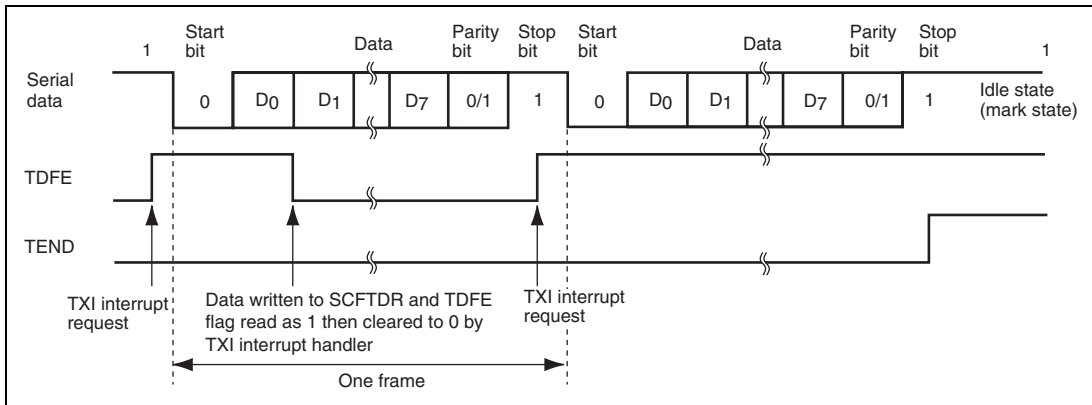 1 Start bit Data Parity bit Stop bit Start bit Data Parity bit Stop bit 1
Serial data 0 D0 D1 D7 0/1 1 0 D0 D1 D7 0/1 1 Idle state (mark state)
TDFE
TEND
TXI interrupt request
Data written to SCFTDR and TDFE
flag read as 1 then cleared to 0 by
TXI interrupt handler
TXI interrupt request
One frame